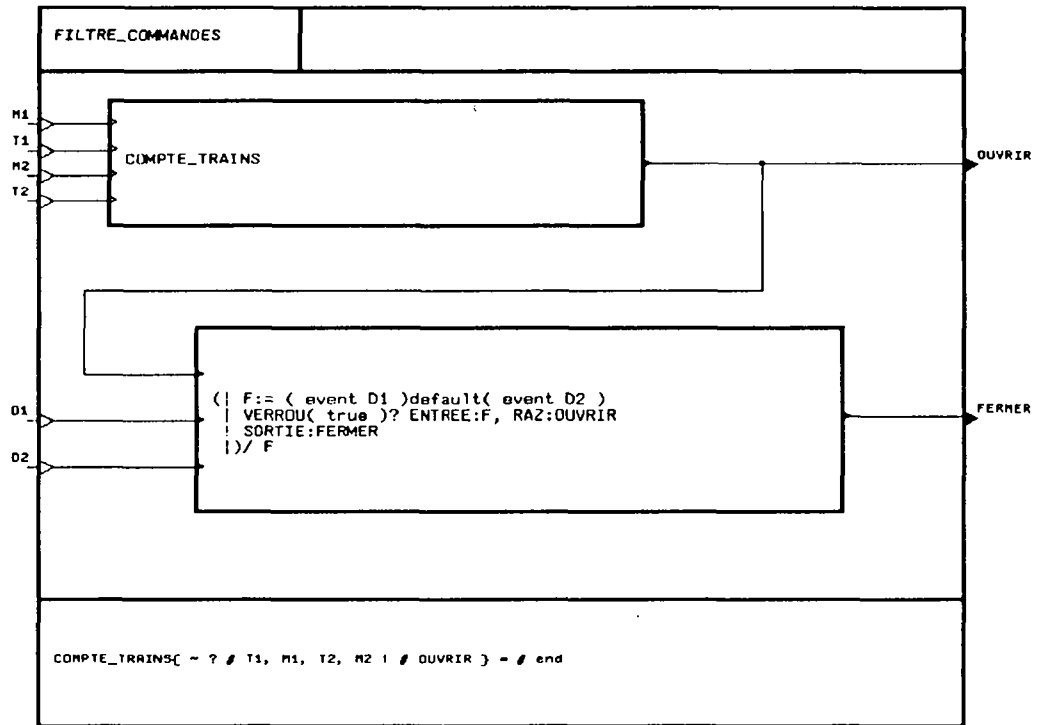 FILTRE_COMMANDES
M1
T1
M2
T2
COMPTE_TRAINS
OUVRIR
(| F:= ( event D1 )default( event D2 )
| VERROU( true )? ENTREE:F, RAZ:OUVRIR
! SORTIE:FERMER
|)/ F
D1
D2
FERMER
COMPTE_TRAINS{ ~ ? # T1, M1, T2, M2 ! # OUVRIR } = # end